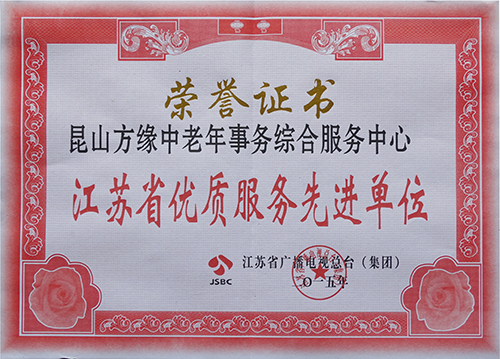 荣誉证书
昆山方缘中老年事务综合服务中心
江苏省优质服务先进单位
JSBC
江苏省广播电视总台（集团）
〇一五年